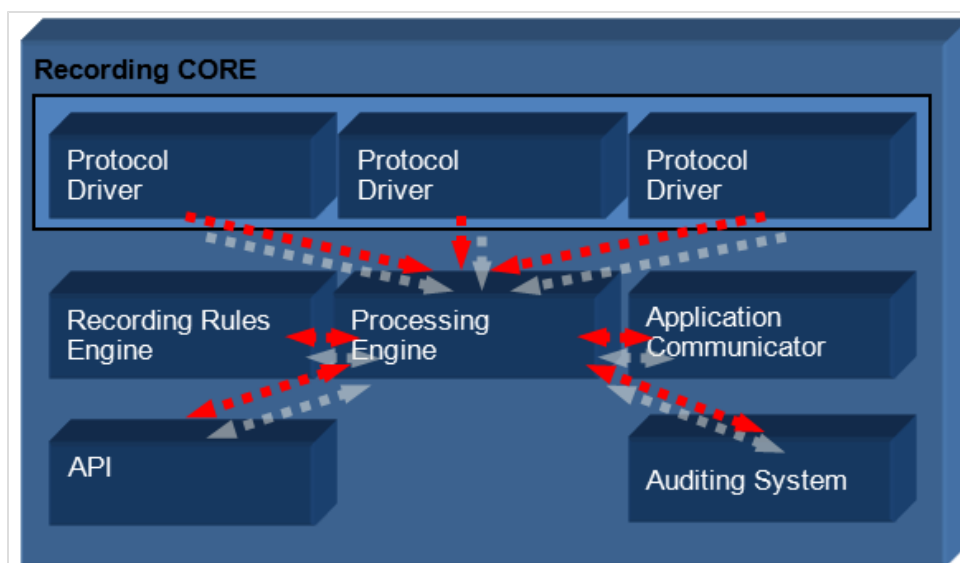 Recording CORE
Protocol
Driver
Protocol
Driver
Protocol
Driver
Recording Rules
Engine
Processing
Engine
Application
Communicator
API
Auditing System